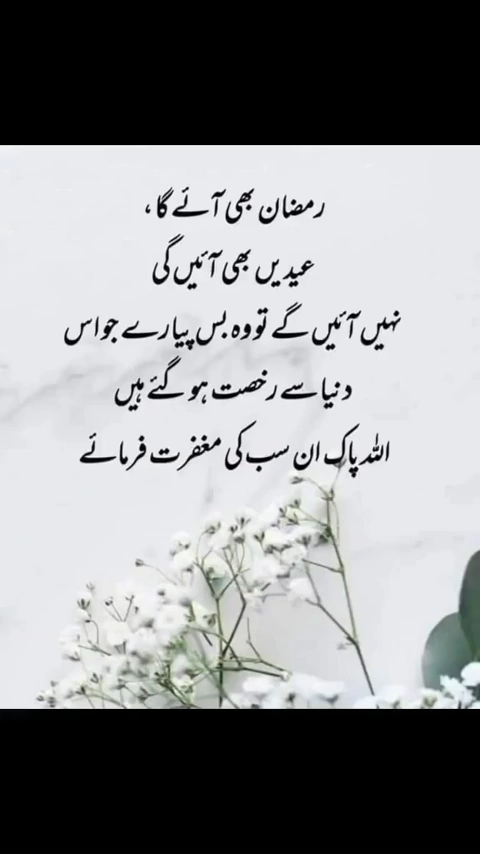 رمضان بھی آئے گا،
عیدیں بھی آئیں گی
نہیں آئیں گے تو وہ بس پیارے جو اس
دنیا سے رخصت ہو گئے ہیں
اللہ پاک ان سب کی مغفرت فرمائے